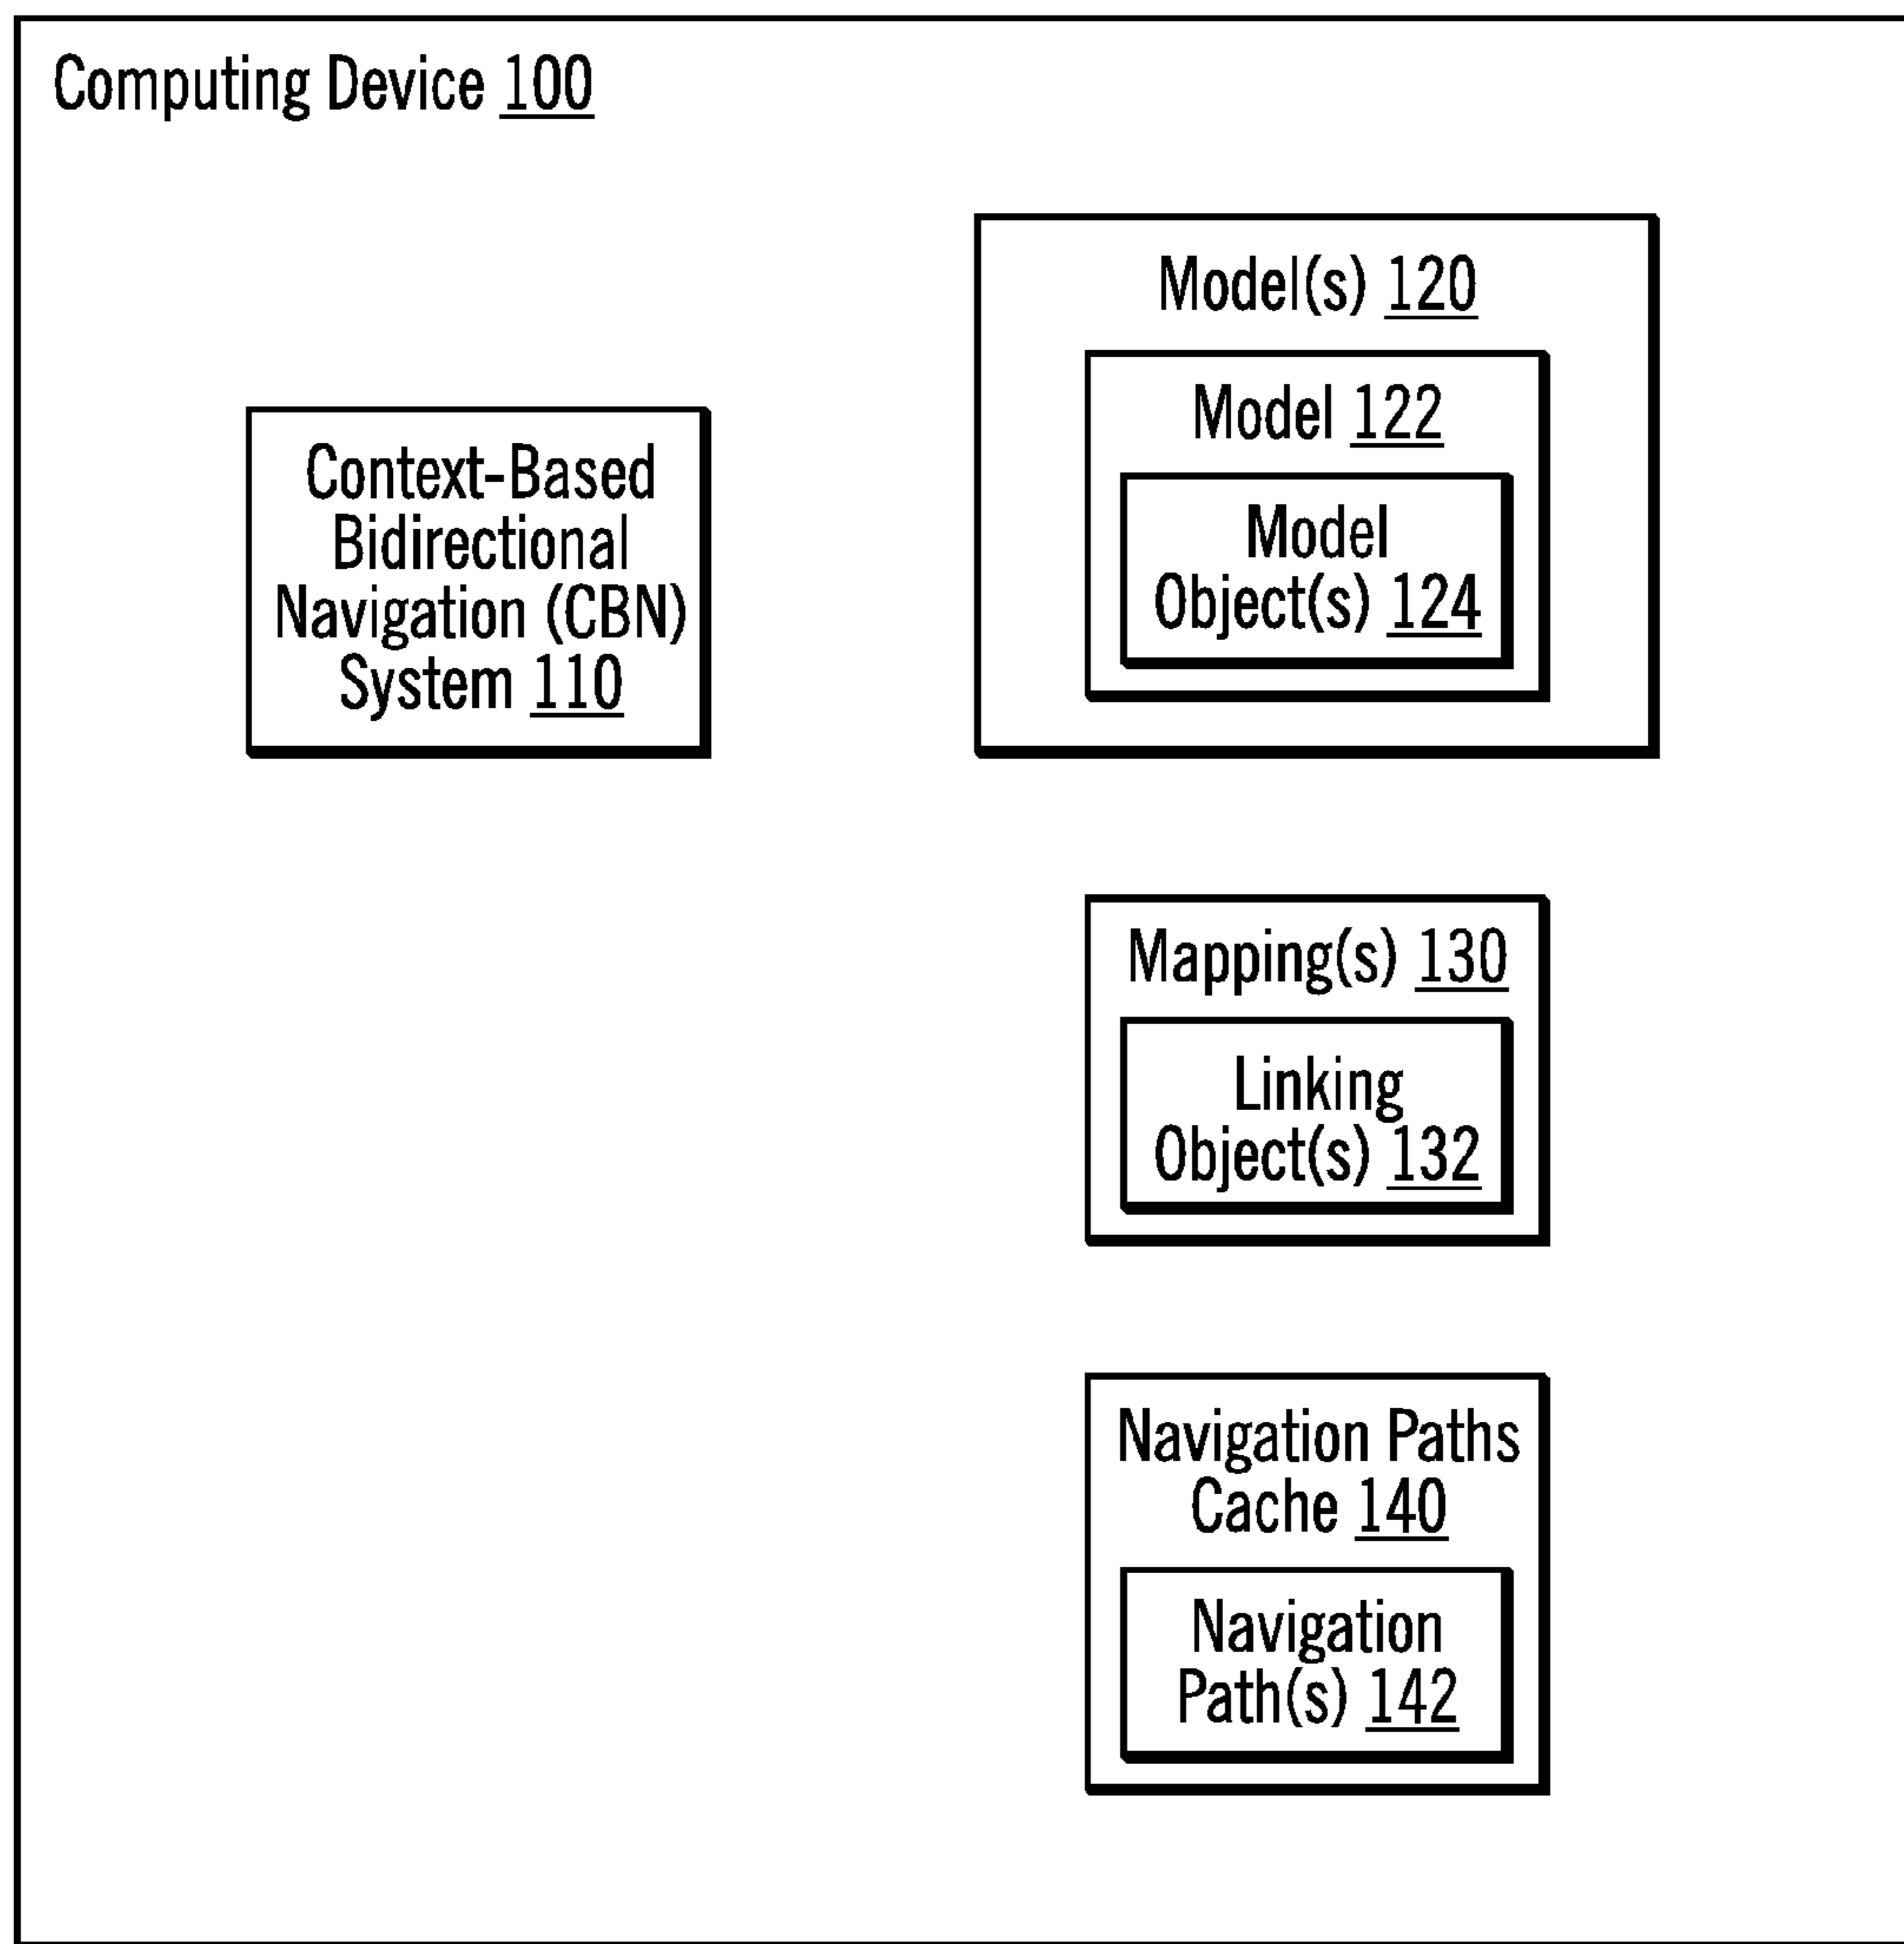 Computing Device 100
Context-Based
Bidirectional
Navigation (CBN)
System 110
Model(s) 120
Model 122
Model
Object(s) 124
Mapping(s) 130
Linking
Object(s) 132
Navigation Paths
Cache 140
Navigation
Path(s) 142